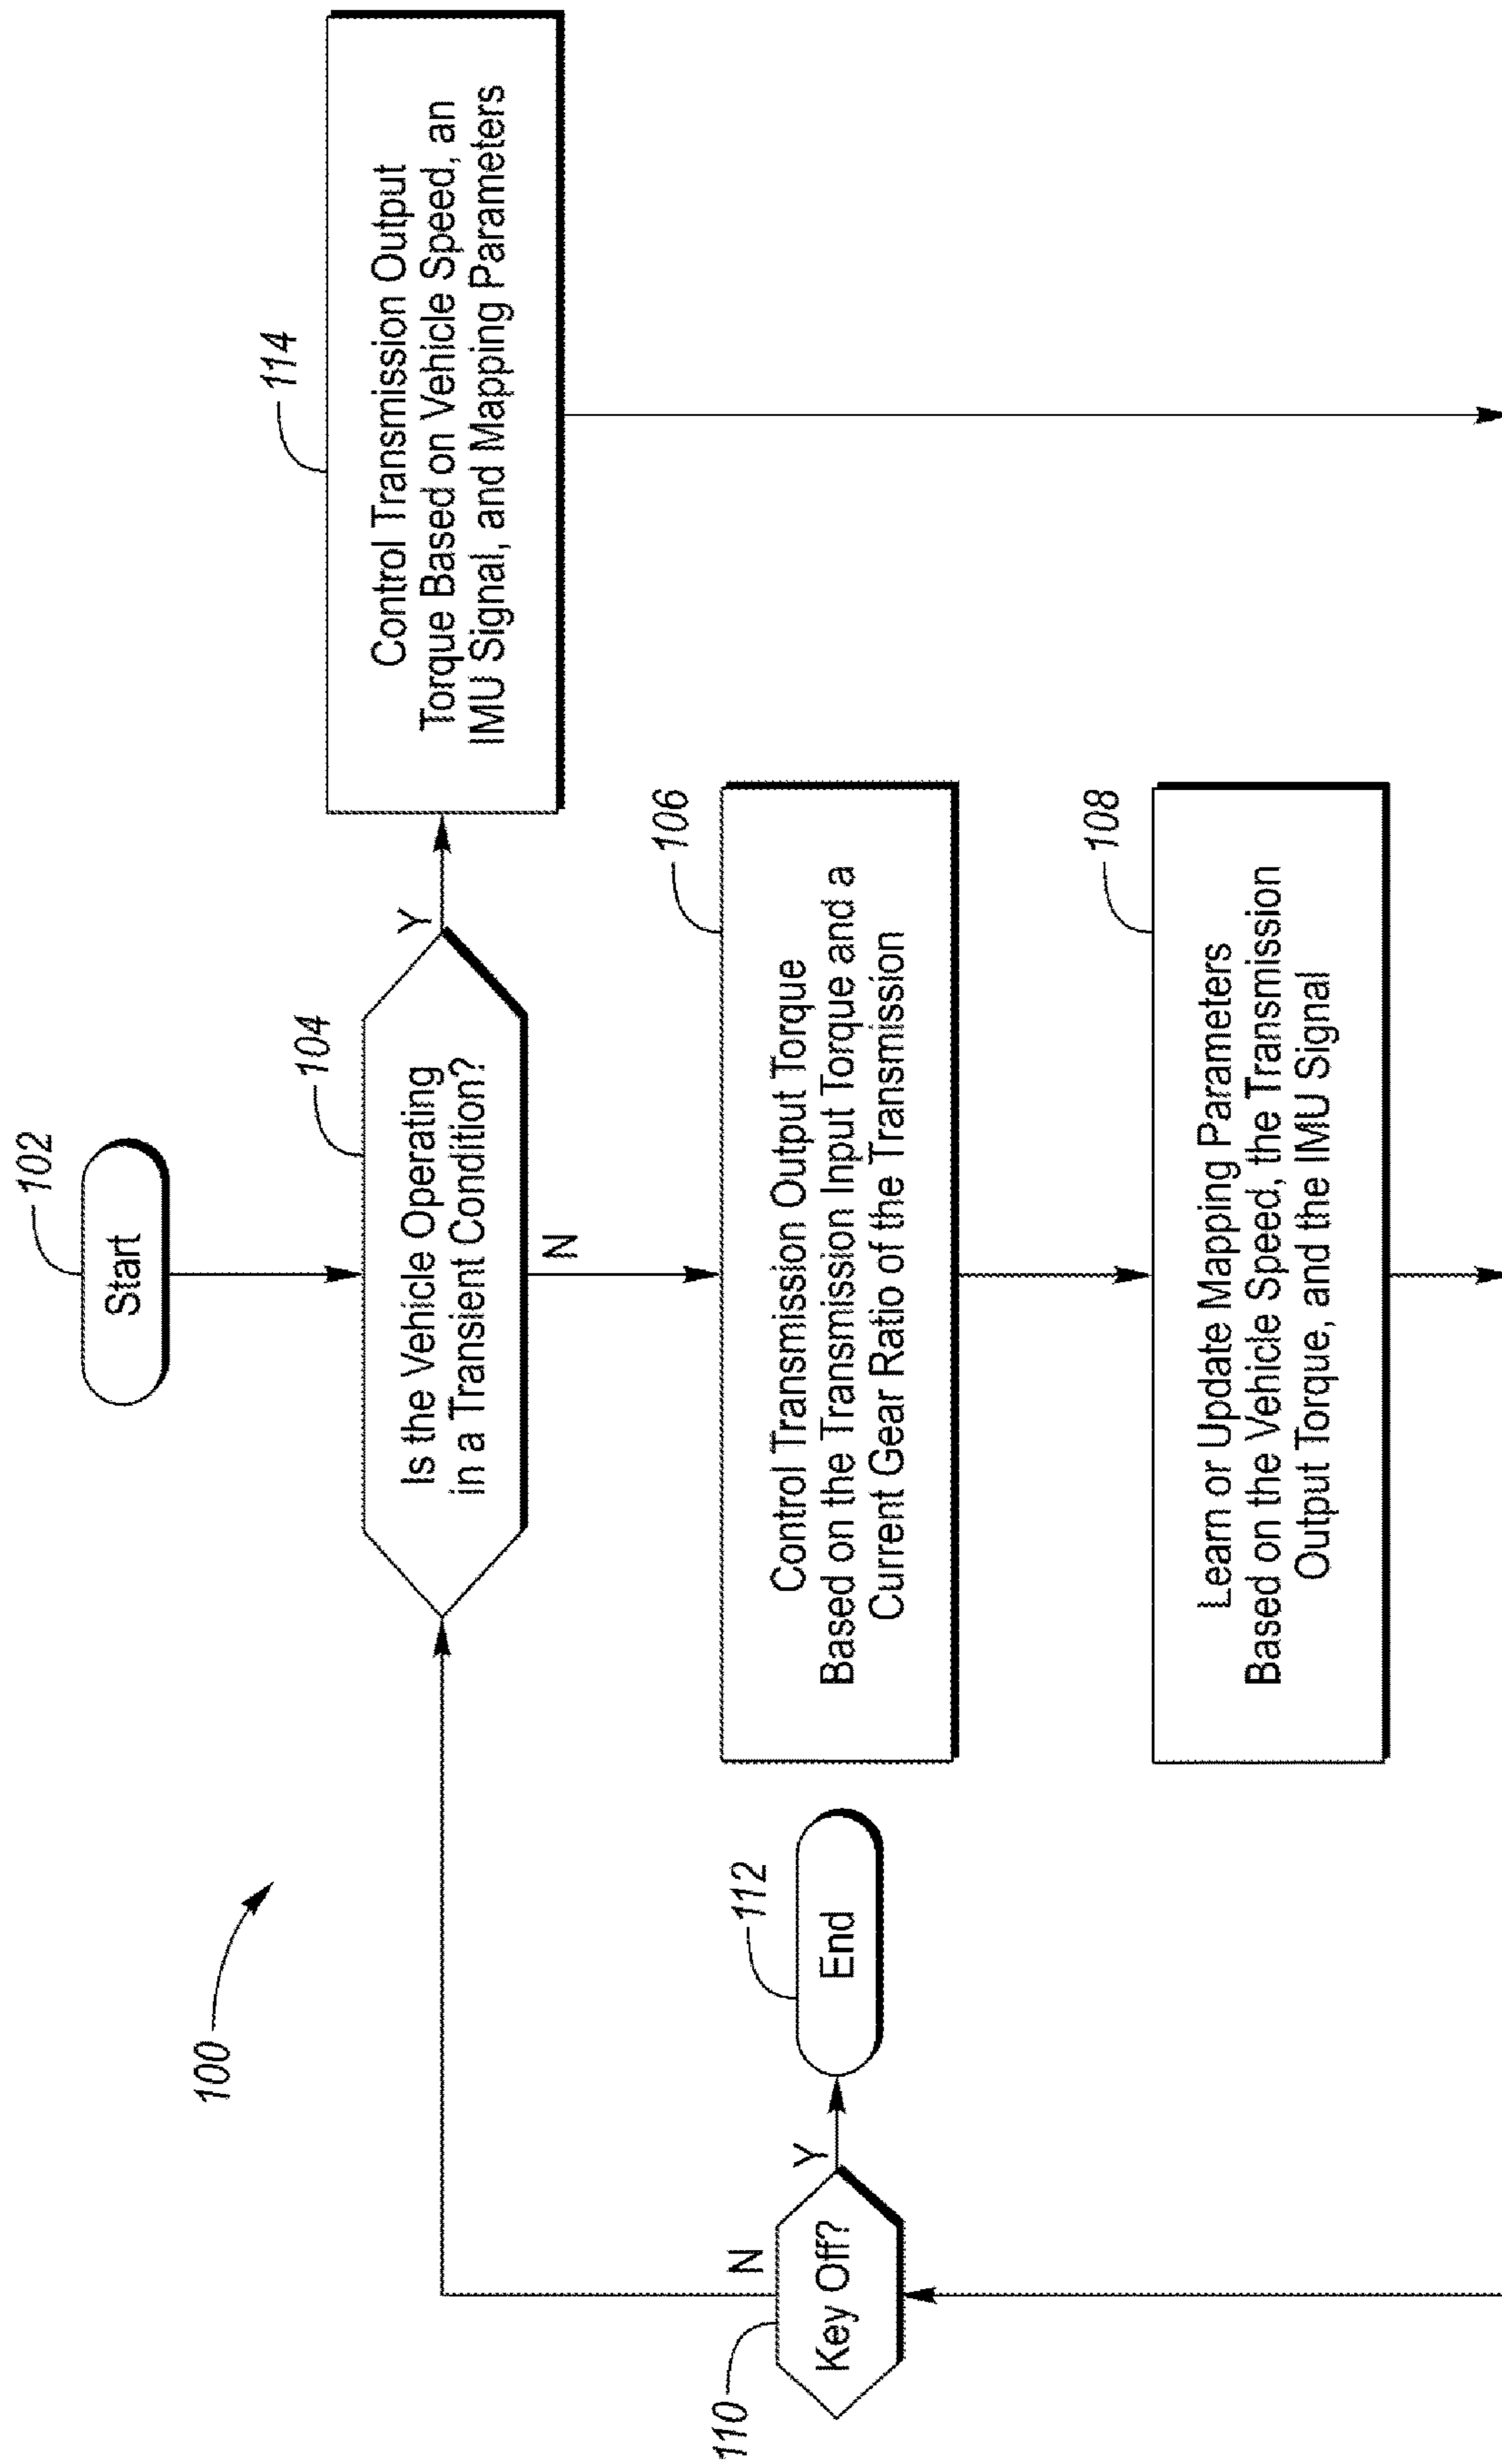 100
102
Start
104
Is the Vehicle Operating
in a Transient Condition?
Y
N
114
Control Transmission Output
Torque Based on Vehicle Speed, an
IMU Signal, and Mapping Parameters
106
Control Transmission Output Torque
Based on the Transmission Input Torque and a
Current Gear Ratio of the Transmission
108
Learn or Update Mapping Parameters
Based on the Vehicle Speed, the Transmission
Output Torque, and the IMU Signal
110
Key Off?
N
Y
112
End